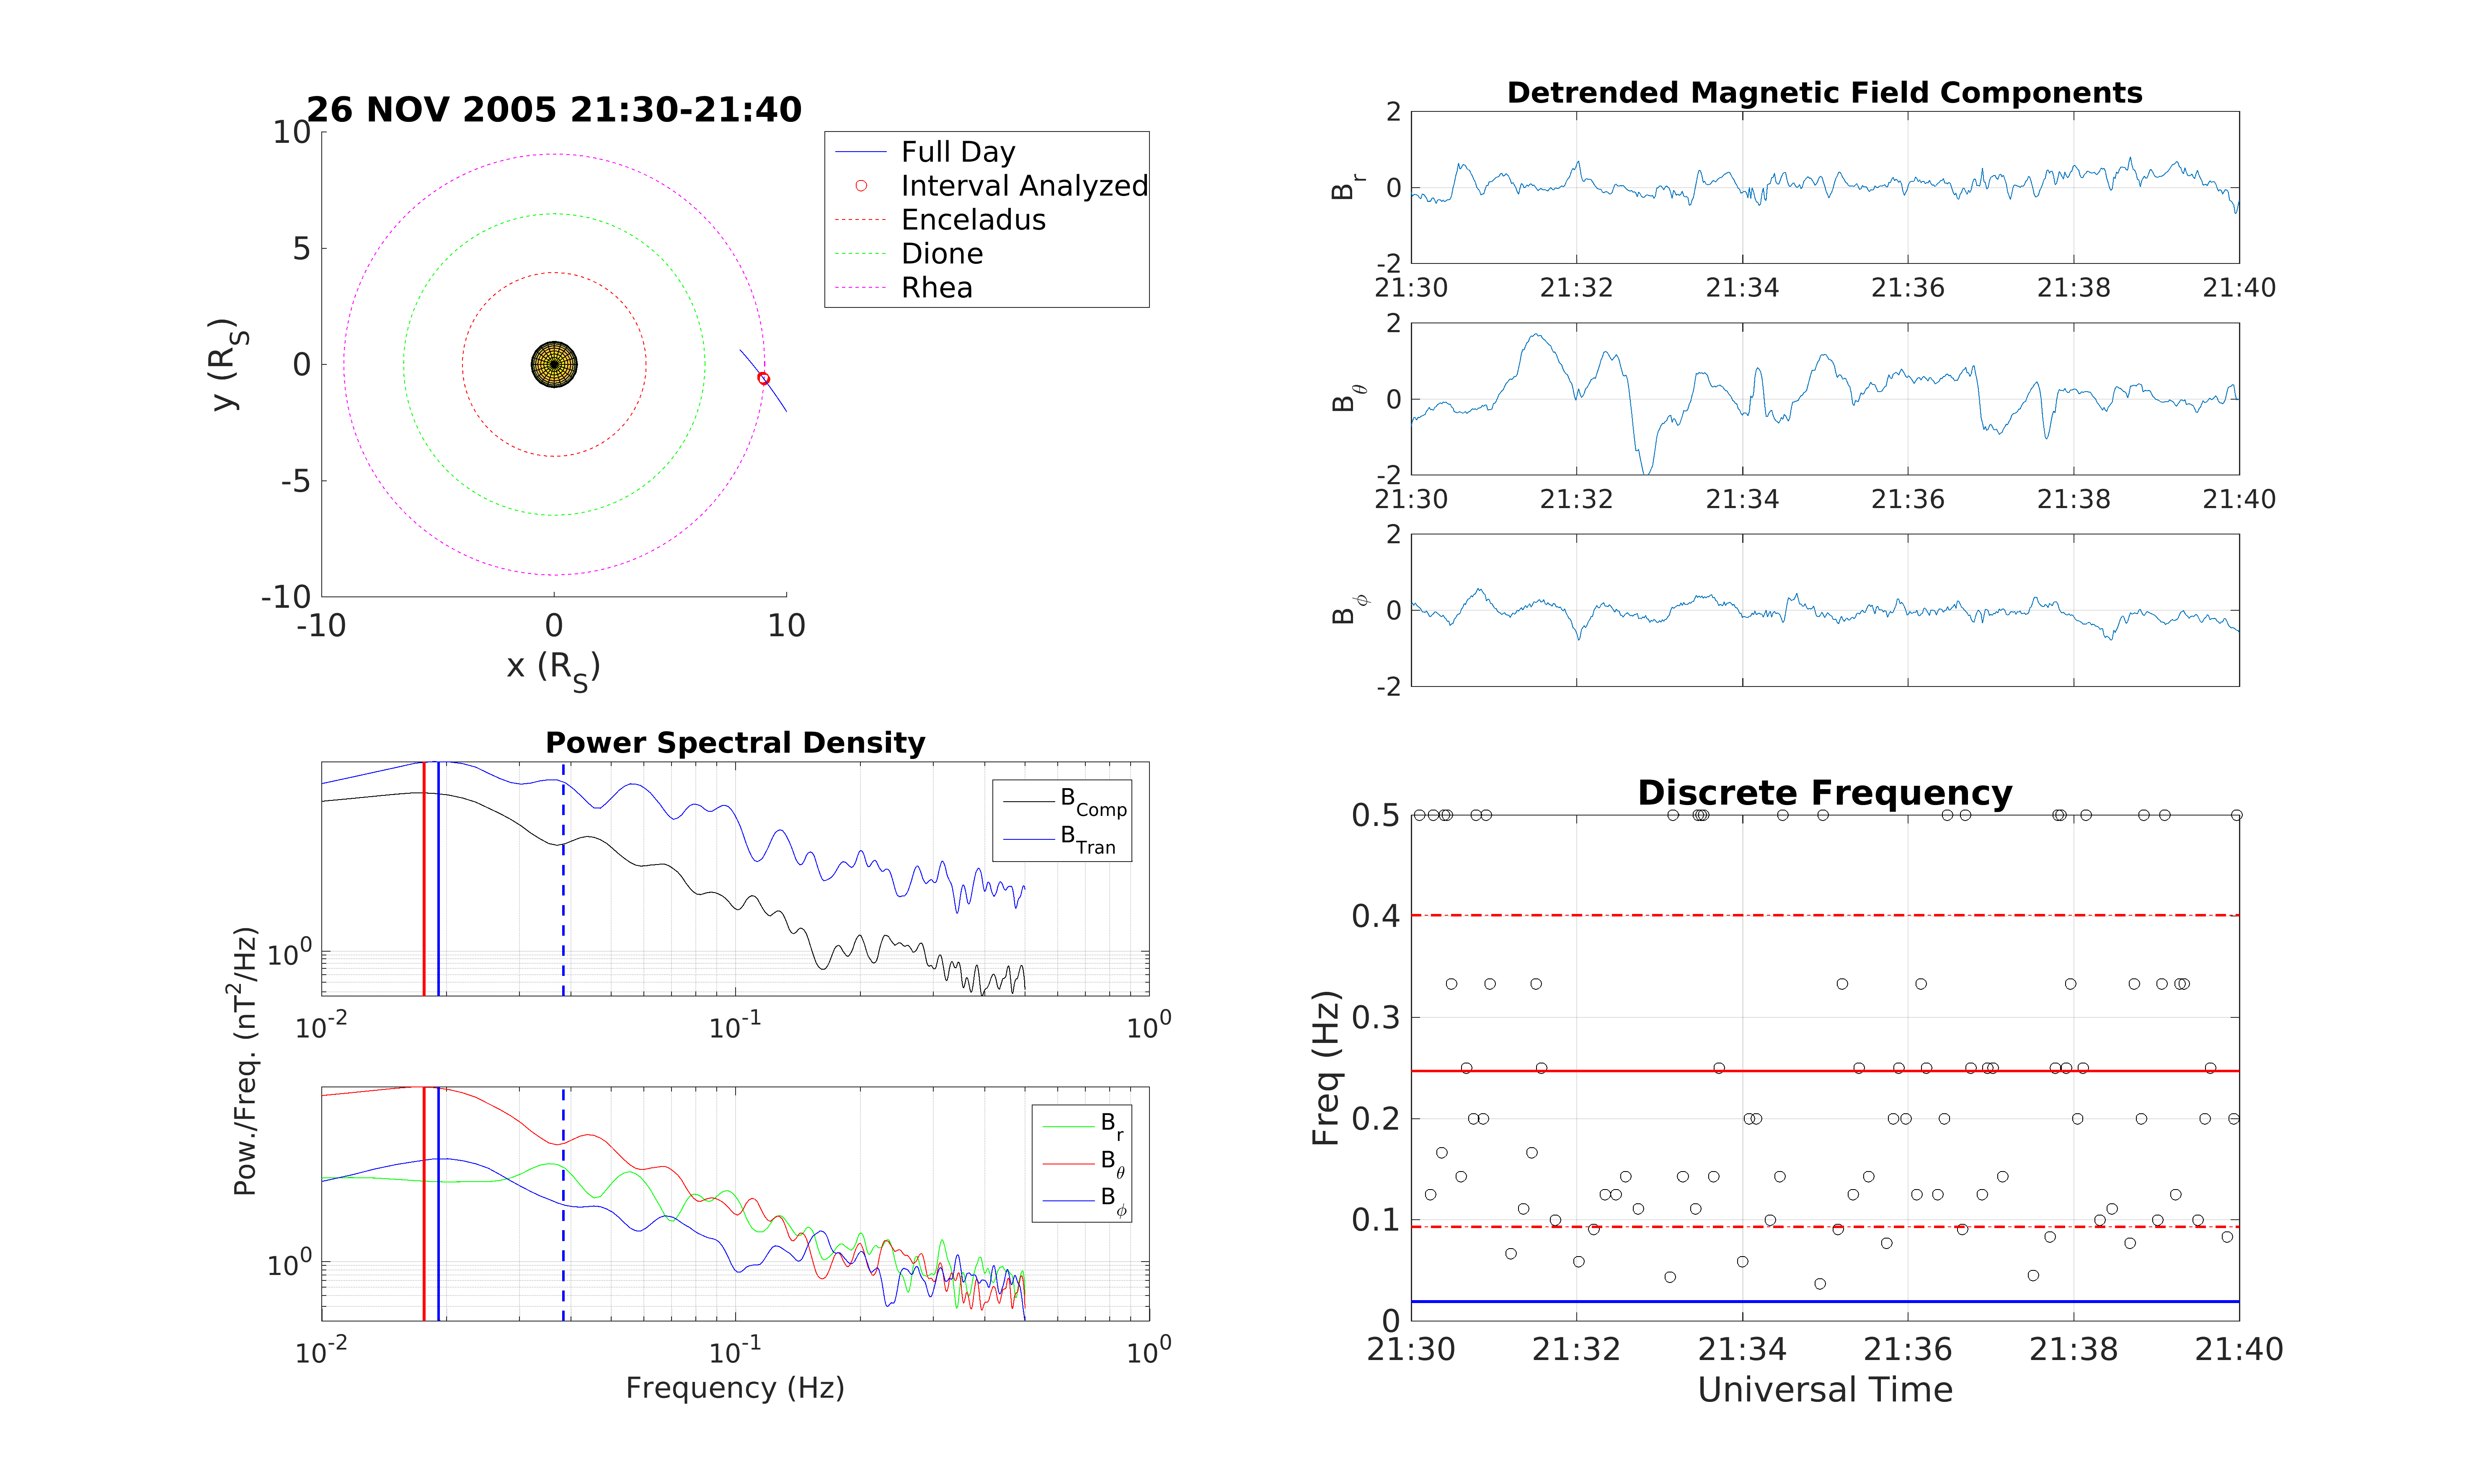 26 NOV 2005 21:30-21:40
10
5
0
-5
-10
-10 0 10
y (R_S)
x (R_S)
Full Day
Interval Analyzed
Enceladus
Dione
Rhea
Detrended Magnetic Field Components
2
0
-2
B_r
21:30 21:32 21:34 21:36 21:38 21:40
2
0
-2
B_θ
21:30 21:32 21:34 21:36 21:38 21:40
2
0
-2
B_ϕ
Power Spectral Density
B_Comp
B_Tran
10^0
10^-2 10^-1 10^0
Pow./Freq. (nT^2/Hz)
B_r
B_θ
B_ϕ
10^0
10^-2 10^-1 10^0
Frequency (Hz)
Discrete Frequency
0.5
0.4
0.3
0.2
0.1
0
Freq (Hz)
21:30 21:32 21:34 21:36 21:38 21:40
Universal Time